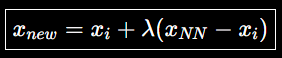 x_{new} = x_i + λ(x_{NN} − x_i)